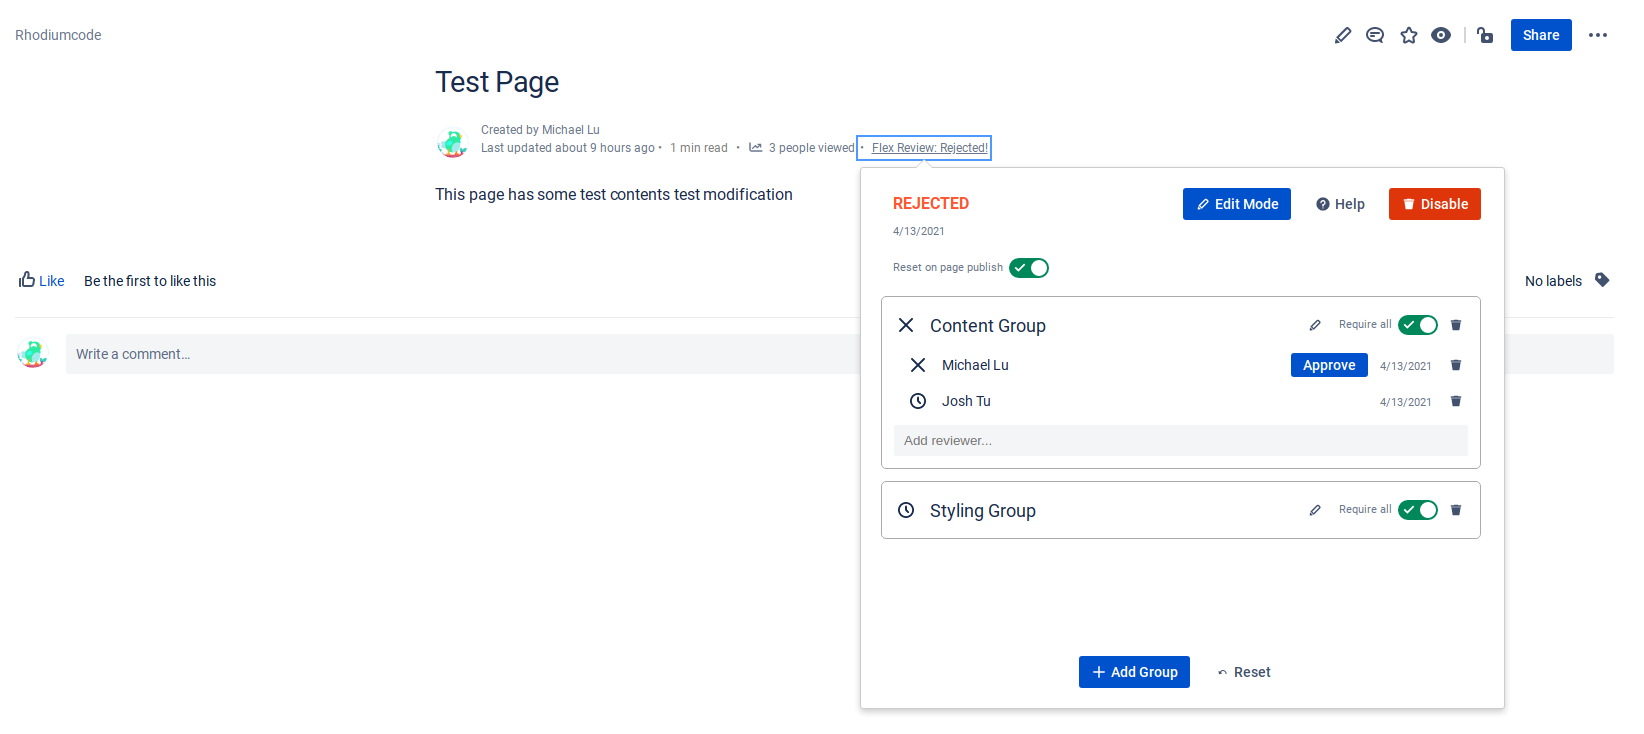 Rhodiumcode
Share
Test Page
Created by Michael Lu
Last updated about 9 hours ago • 1 min read • 3 people viewed • Flex Review: Rejected!
This page has some test contents test modification
REJECTED
Edit Mode
Help
Disable
4/13/2021
Reset on page publish
Like
Be the first to like this
No labels
Write a comment...
Content Group
Require all
Michael Lu
Approve
4/13/2021
Josh Tu
4/13/2021
Add reviewer...
Styling Group
Require all
Add Group
Reset